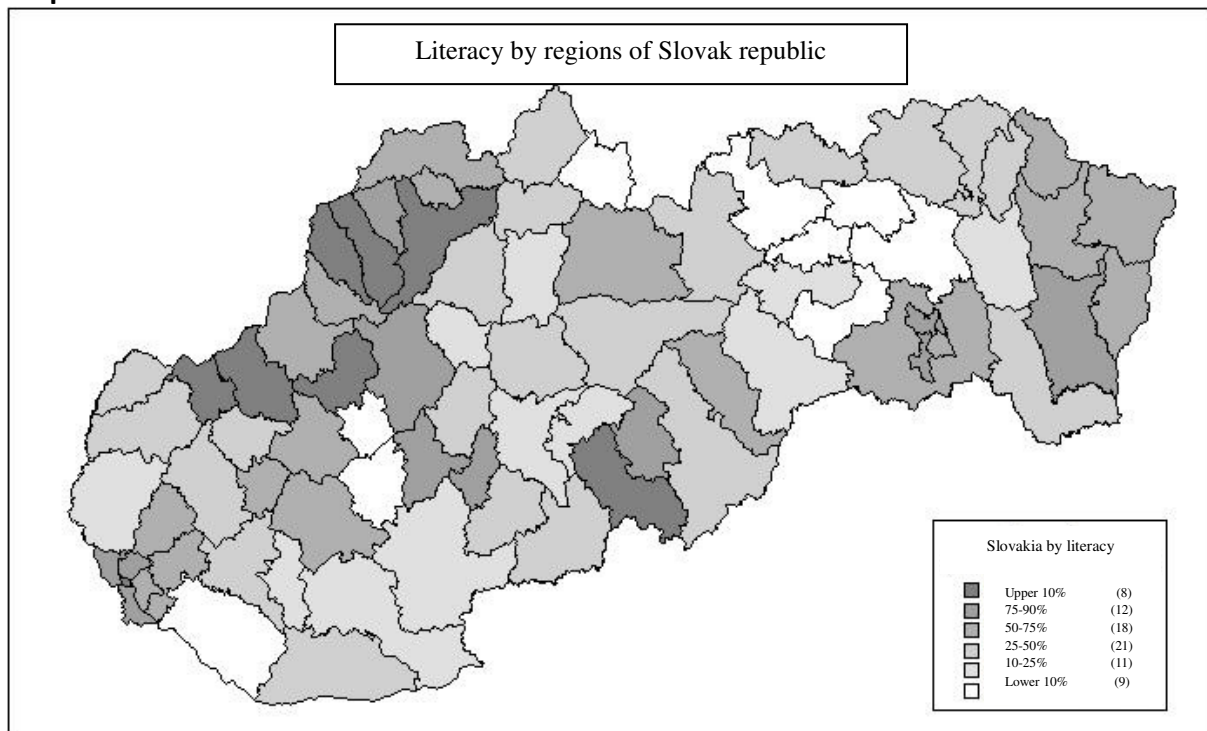 Literacy by regions of Slovak republic
Slovakia by literacy
Upper 10% (8)
75-90% (12)
50-75% (18)
25-50% (21)
10-25% (11)
Lower 10% (9)